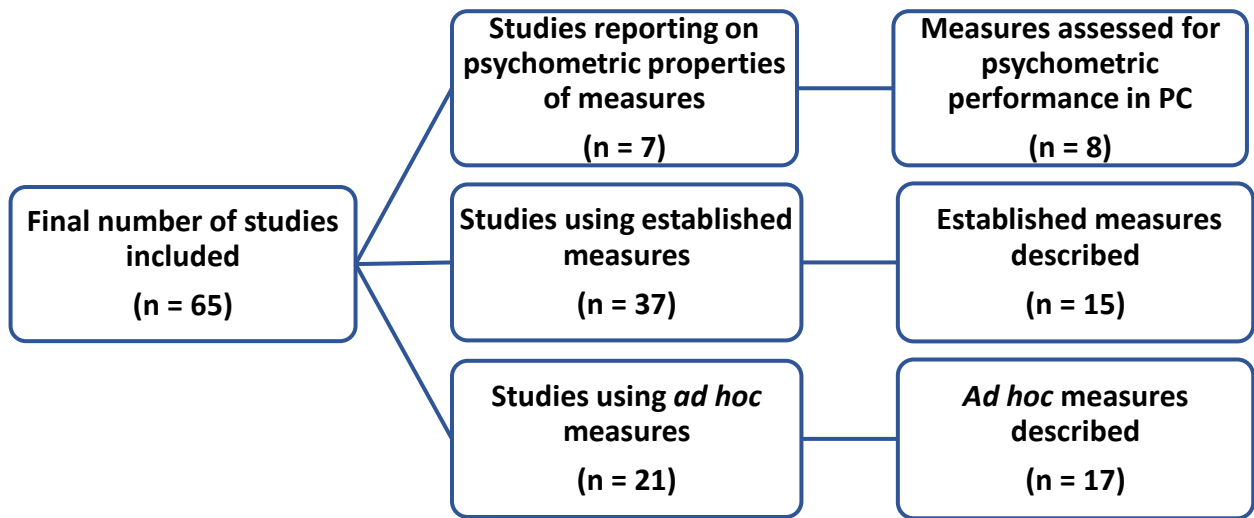 Final number of studies
included
(n = 65)
Studies reporting on
psychometric properties
of measures
(n = 7)
Measures assessed for
psychometric
performance in PC
(n = 8)
Studies using established
measures
(n = 37)
Established measures
described
(n = 15)
Studies using ad hoc
measures
(n = 21)
Ad hoc measures
described
(n = 17)